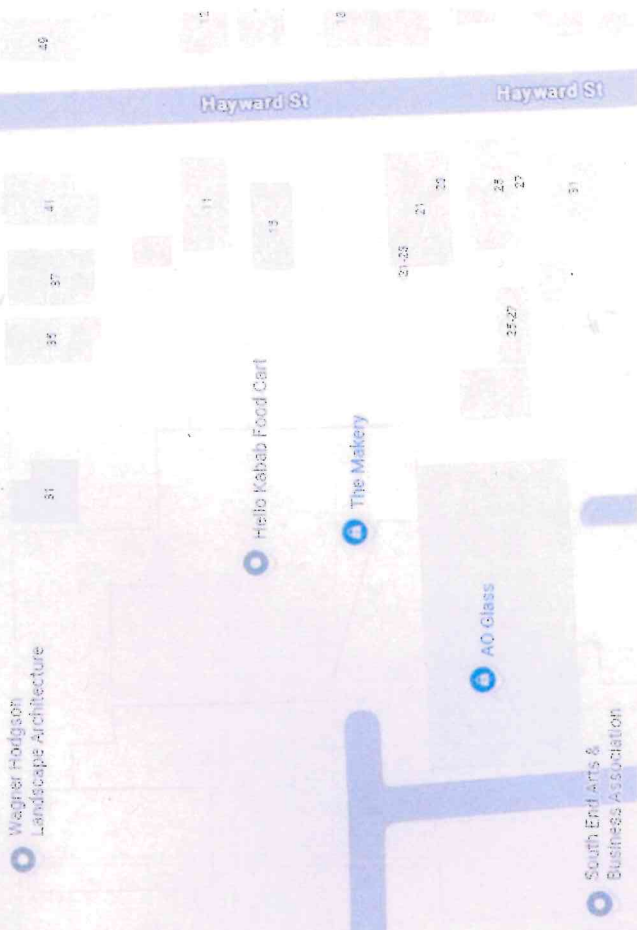 49
Hayward St
Hayward St
41
11
13
21
23
21-23
25
27
31
37
35
25-27
31
Hello Kabab Food Cart
The Makery
AO Glass
Wagner Hodgson
Landscape Architecture
South End Arts &
Business Association